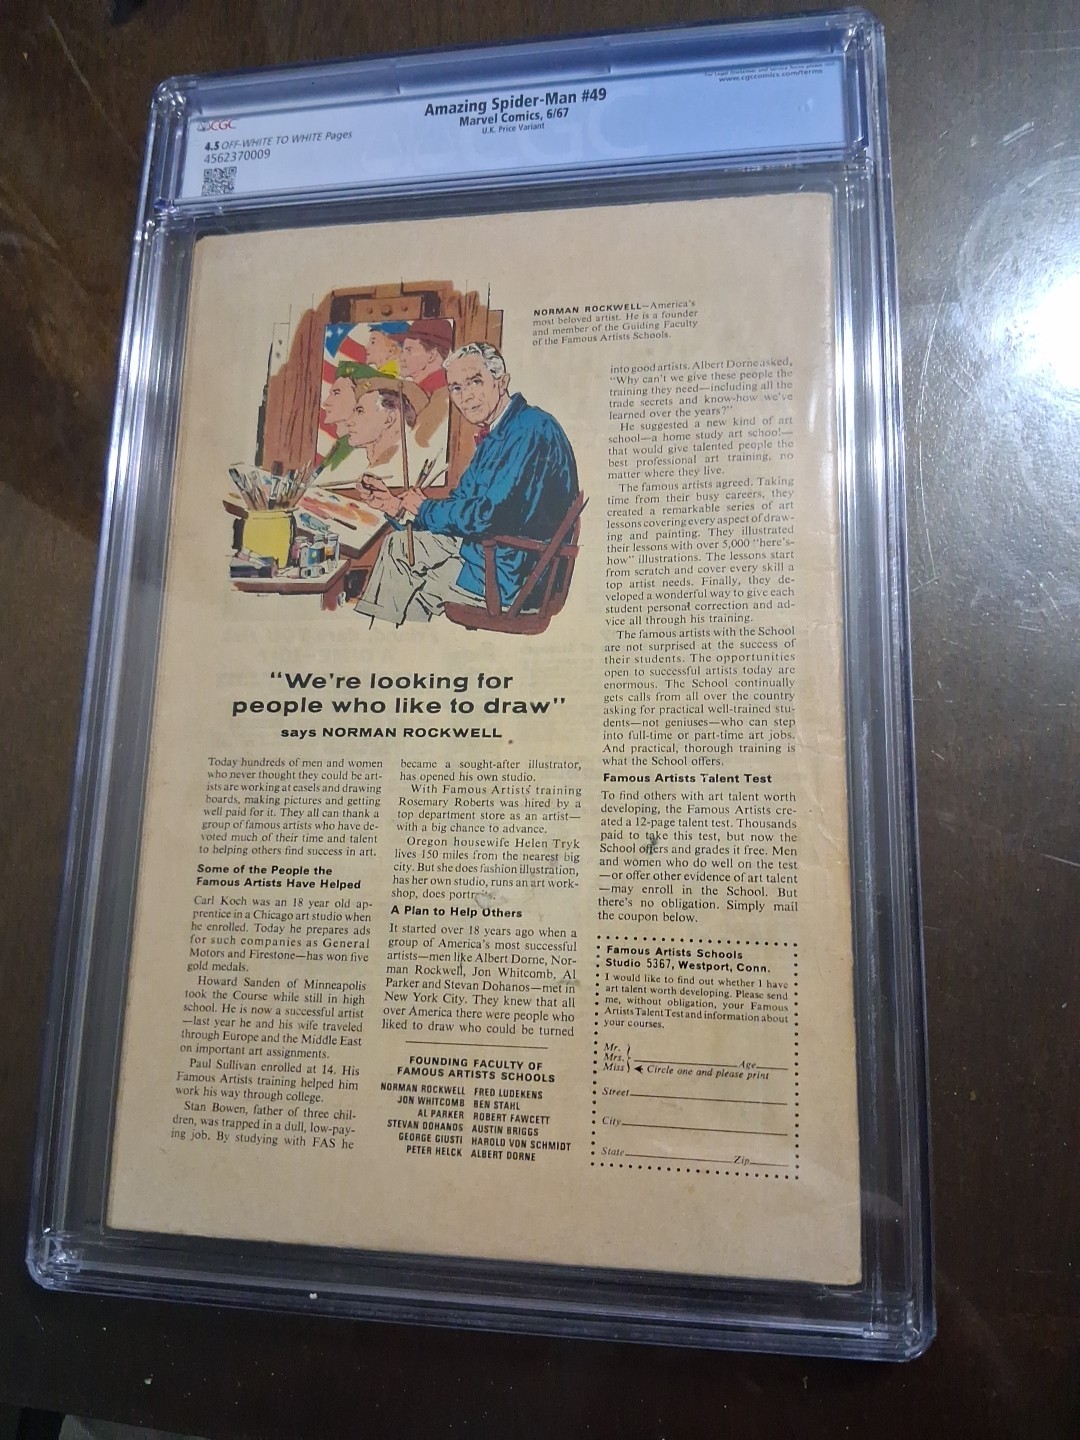 Amazing Spider-Man #49
Marvel Comics, 6/67
U.K. Price Variant
www.cgccomics.com/terms
CGC
4.5 OFF-WHITE TO WHITE Pages
4562370009
NORMAN ROCKWELL—America's
most beloved artist. He is a founder
and member of the Guiding Faculty
of the Famous Artists Schools.
"We're looking for
people who like to draw"
says NORMAN ROCKWELL
Today hundreds of men and women
who never thought they could be art-
ists are working at easels and drawing
boards, making pictures and getting
well paid for it. They all can thank a
group of famous artists who have de-
voted much of their time and talent
to helping others find success in art.
Some of the People the
Famous Artists Have Helped
Carl Koch was an 18 year old ap-
prentice in a Chicago art studio when
he enrolled. Today he prepares ads
for such companies as General
Motors and Firestone—has won five
gold medals.
Howard Sanden of Minneapolis
took the Course while still in high
school. He is now a successful artist
—last year he and his wife traveled
through Europe and the Middle East
on important art assignments.
Paul Sullivan enrolled at 14. His
Famous Artists training helped him
work his way through college.
Stan Bowen, father of three chil-
dren, was trapped in a dull, low-pay-
ing job. By studying with FAS he
became a sought-after illustrator,
has opened his own studio.
With Famous Artists' training
Rosemary Roberts was hired by a
top department store as an artist—
with a big chance to advance.
Oregon housewife Helen Tryk
lives 150 miles from the nearest big
city. But she does fashion illustration,
has her own studio, runs an art work-
shop, does portraits.
A Plan to Help Others
It started over 18 years ago when a
group of America's most successful
artists—men like Albert Dorne, Nor-
man Rockwell, Jon Whitcomb, Al
Parker and Stevan Dohanos—met in
New York City. They knew that all
over America there were people who
liked to draw who could be turned
into good artists. Albert Dorne asked,
"Why can't we give these people the
training they need—including all the
trade secrets and know-how we've
learned over the years?"
He suggested a new kind of art
school—a home study art school—
that would give talented people the
best professional art training, no
matter where they live.
The famous artists agreed. Taking
time from their busy careers, they
created a remarkable series of art
lessons covering every aspect of draw-
ing and painting. They illustrated
their lessons with over 5,000 "here's-
how" illustrations. The lessons start
from scratch and cover every skill a
top artist needs. Finally, they de-
veloped a wonderful way to give each
student personal correction and ad-
vice all through his training.
The famous artists with the School
are not surprised at the success of
their students. The opportunities
open to successful artists today are
enormous. The School continually
gets calls from all over the country
asking for practical well-trained stu-
dents—not geniuses—who can step
into full-time or part-time art jobs.
And practical, thorough training is
what the School offers.
Famous Artists Talent Test
To find others with art talent worth
developing, the Famous Artists cre-
ated a 12-page talent test. Thousands
paid to take this test, but now the
School offers and grades it free. Men
and women who do well on the test
—or offer other evidence of art talent
—may enroll in the School. But
there's no obligation. Simply mail
the coupon below.
FOUNDING FACULTY OF
FAMOUS ARTISTS SCHOOLS
NORMAN ROCKWELL FRED LUDEKENS
JON WHITCOMB BEN STAHL
AL PARKER ROBERT FAWCETT
STEVAN DOHANOS AUSTIN BRIGGS
GEORGE GIUSTI HAROLD VON SCHMIDT
PETER HELCK ALBERT DORNE
Famous Artists Schools
Studio 5367, Westport, Conn.
I would like to find out whether I have
art talent worth developing. Please send
me, without obligation, your Famous
Artists Talent Test and information about
your courses.
Mr.
Mrs. Age
Miss Circle one and please print
Street
City
State Zip